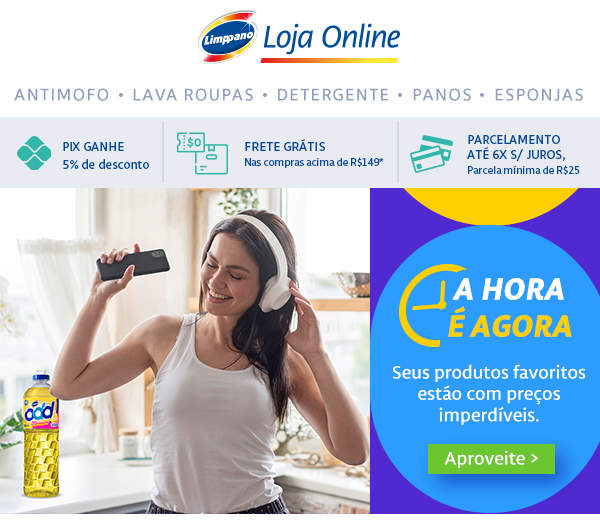 Limppano Loja Online
ANTIMOFO • LAVA ROUPAS • DETERGENTE • PANOS • ESPONJAS
PIX GANHE
5% de desconto
$0
FRETE GRÁTIS
Nas compras acima de R$149*
PARCELAMENTO
ATÉ 6X S/ JUROS,
Parcela mínima de R$25
A HORA
É AGORA
Seus produtos favoritos
estão com preços
imperdíveis.
Aproveite >
odd!